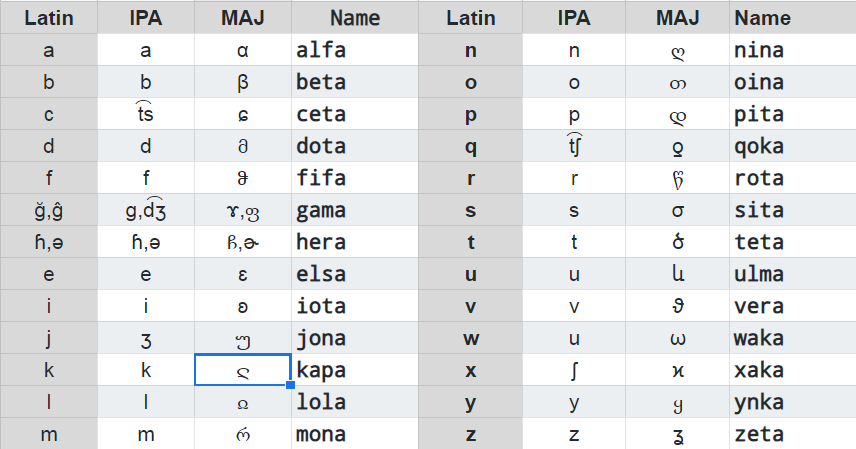 Latin IPA MAJ Name Latin IPA MAJ Name
a a α alfa n n ღ nina
b b β beta o o თ oina
c t͡s ɕ ceta p p დ pita
d d მ dota q t͡ʃ qoka
f f fifa r r რ rota
ğ,ĝ g,d͡ʒ ɤ,ფ gama s s σ sita
ɦ,ə ɦ,ə ჩ,ɚ hera t t ձ teta
e e ε elsa u u և ulma
i i ʚ iota v v ϑ vera
j ʒ უ jona w u ω waka
k k ლ kapa x ʃ ϰ xaka
l l ჲ lola y y ყ ynka
m m რ mona z z ʓ zeta